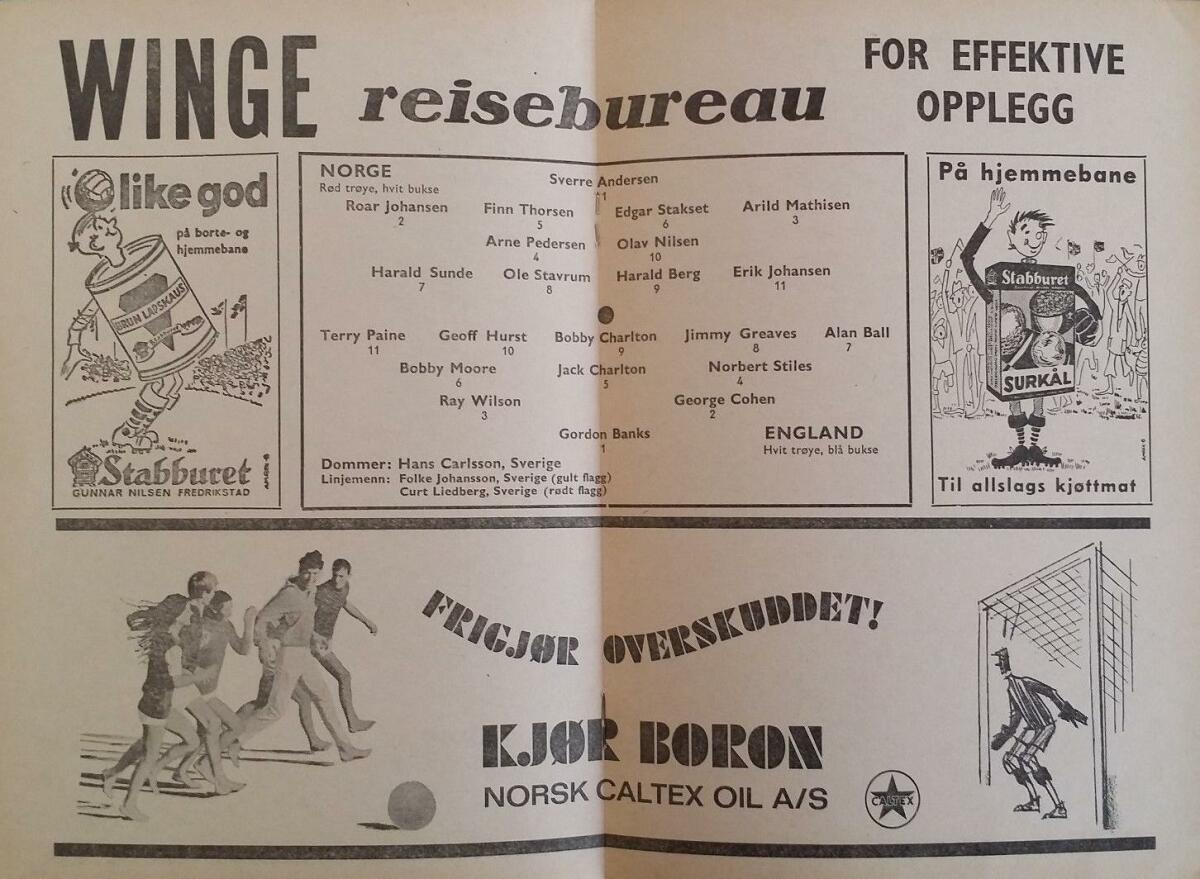 WINGE reisebureau
FOR EFFEKTIVE
OPPLEGG
like god
på borte- og
hjemmebane
BRUN LAPSKAUS
Stabburet
GUNNAR NILSEN FREDRIKSTAD
NORGE
Rød trøye, hvit bukse
Sverre Andersen
1
Roar Johansen Finn Thorsen Edgar Stakset Arild Mathisen
2 5 6 3
Arne Pedersen Olav Nilsen
4 10
Harald Sunde Ole Stavrum Harald Berg Erik Johansen
7 8 9 11
Terry Paine Geoff Hurst Bobby Charlton Jimmy Greaves Alan Ball
11 10 9 8 7
Bobby Moore Jack Charlton Norbert Stiles
6 5 4
Ray Wilson George Cohen
3 2
Gordon Banks
1
ENGLAND
Hvit trøye, blå bukse
Dommer: Hans Carlsson, Sverige
Linjemenn: Folke Johansson, Sverige (gult flagg)
Curt Liedberg, Sverige (rødt flagg)
På hjemmebane
Stabburet
SURKÅL
Til allslags kjøttmat
FRIGJØR OVERSKUDDET!
KJØR BORON
NORSK CALTEX OIL A/S
CALTEX